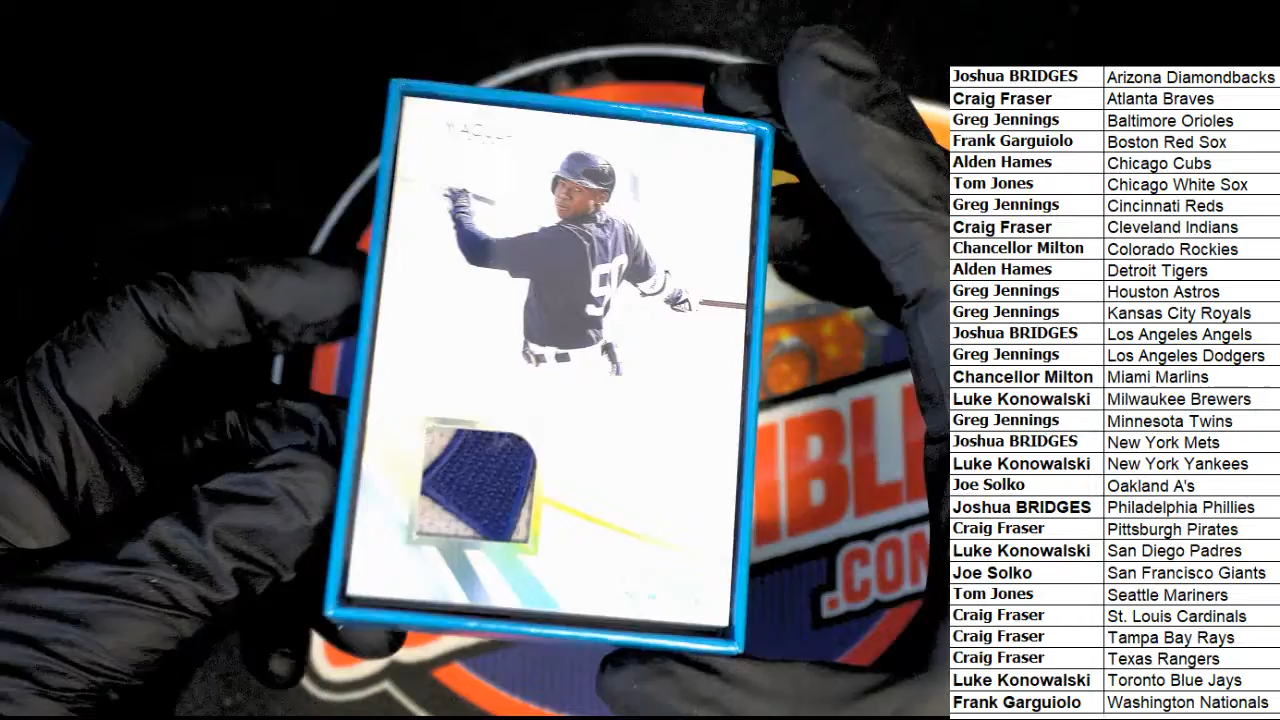 Joshua BRIDGES Arizona Diamondbacks
Craig Fraser Atlanta Braves
Greg Jennings Baltimore Orioles
Frank Garguiolo Boston Red Sox
Alden Hames Chicago Cubs
Tom Jones Chicago White Sox
Greg Jennings Cincinnati Reds
Craig Fraser Cleveland Indians
Chancellor Milton Colorado Rockies
Alden Hames Detroit Tigers
Greg Jennings Houston Astros
Greg Jennings Kansas City Royals
Joshua BRIDGES Los Angeles Angels
Greg Jennings Los Angeles Dodgers
Chancellor Milton Miami Marlins
Luke Konowalski Milwaukee Brewers
Greg Jennings Minnesota Twins
Joshua BRIDGES New York Mets
Luke Konowalski New York Yankees
Joe Solko Oakland A's
Joshua BRIDGES Philadelphia Phillies
Craig Fraser Pittsburgh Pirates
Luke Konowalski San Diego Padres
Joe Solko San Francisco Giants
Tom Jones Seattle Mariners
Craig Fraser St. Louis Cardinals
Craig Fraser Tampa Bay Rays
Craig Fraser Texas Rangers
Luke Konowalski Toronto Blue Jays
Frank Garguiolo Washington Nationals